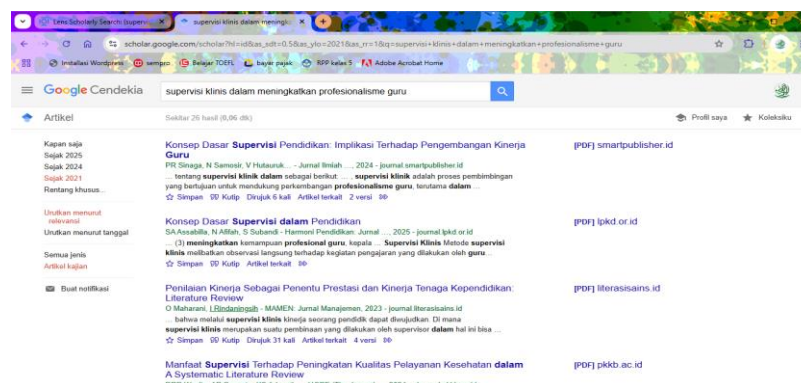 Lens Scholarly Search: (superv
supervisi klinis dalam meningka
scholar.google.com/scholar?hl=id&as_sdt=0.5&as_ylo=2021&as_rr=1&q=supervisi+klinis+dalam+meningkatkan+profesionalisme+guru
Installasi Wordpress sempro Belajar TOEFL bayar pajak RPP kelas 5 Adobe Acrobat Home
Google Cendekia
supervisi klinis dalam meningkatkan profesionalisme guru
Artikel
Sekitar 26 hasil (0,06 dtk)
Profil saya
Koleksiku
Kapan saja
Sejak 2025
Sejak 2024
Sejak 2021
Rentang khusus...
Urutkan menurut
relevansi
Urutkan menurut tanggal
Semua jenis
Artikel kajian
Buat notifikasi
Konsep Dasar Supervisi Pendidikan: Implikasi Terhadap Pengembangan Kinerja
Guru
PR Sinaga, N Samosir, V Hutauruk... - Jurnal Ilmiah ..., 2024 - journal.smartpublisher.id
... tentang supervisi klinik dalam sebagai berikut: ... , supervisi klinik adalah proses pembimbingan
yang bertujuan untuk mendukung perkembangan profesionalisme guru, terutama dalam ...
Simpan Kutip Dirujuk 6 kali Artikel terkait 2 versi
[PDF] smartpublisher.id
Konsep Dasar Supervisi dalam Pendidikan
SA Assabilla, N Afifah, S Subandi - Harmoni Pendidikan: Jurnal ..., 2025 - journal.lpkd.or.id
... (3) meningkatkan kemampuan profesional guru, kepala ... Supervisi Klinis Metode supervisi
klinis melibatkan observasi langsung terhadap kegiatan pengajaran yang dilakukan oleh guru ...
Simpan Kutip Artikel terkait
[PDF] lpkd.or.id
Penilaian Kinerja Sebagai Penentu Prestasi dan Kinerja Tenaga Kependidikan:
Literature Review
O Maharani, I Rindaningsih - MAMEN: Jurnal Manajemen, 2023 - journal.literasisains.id
... bahwa melalui supervisi klinis kinerja seorang pendidik dapat diwujudkan. Di mana
supervisi klinis merupakan suatu pembinaan yang dilakukan oleh supervisor dalam hal ini bisa ...
Simpan Kutip Dirujuk 31 kali Artikel terkait 4 versi
[PDF] literasisains.id
Manfaat Supervisi Terhadap Peningkatan Kualitas Pelayanan Kesehatan dalam
A Systematic Literature Review
[PDF] pkkb.ac.id